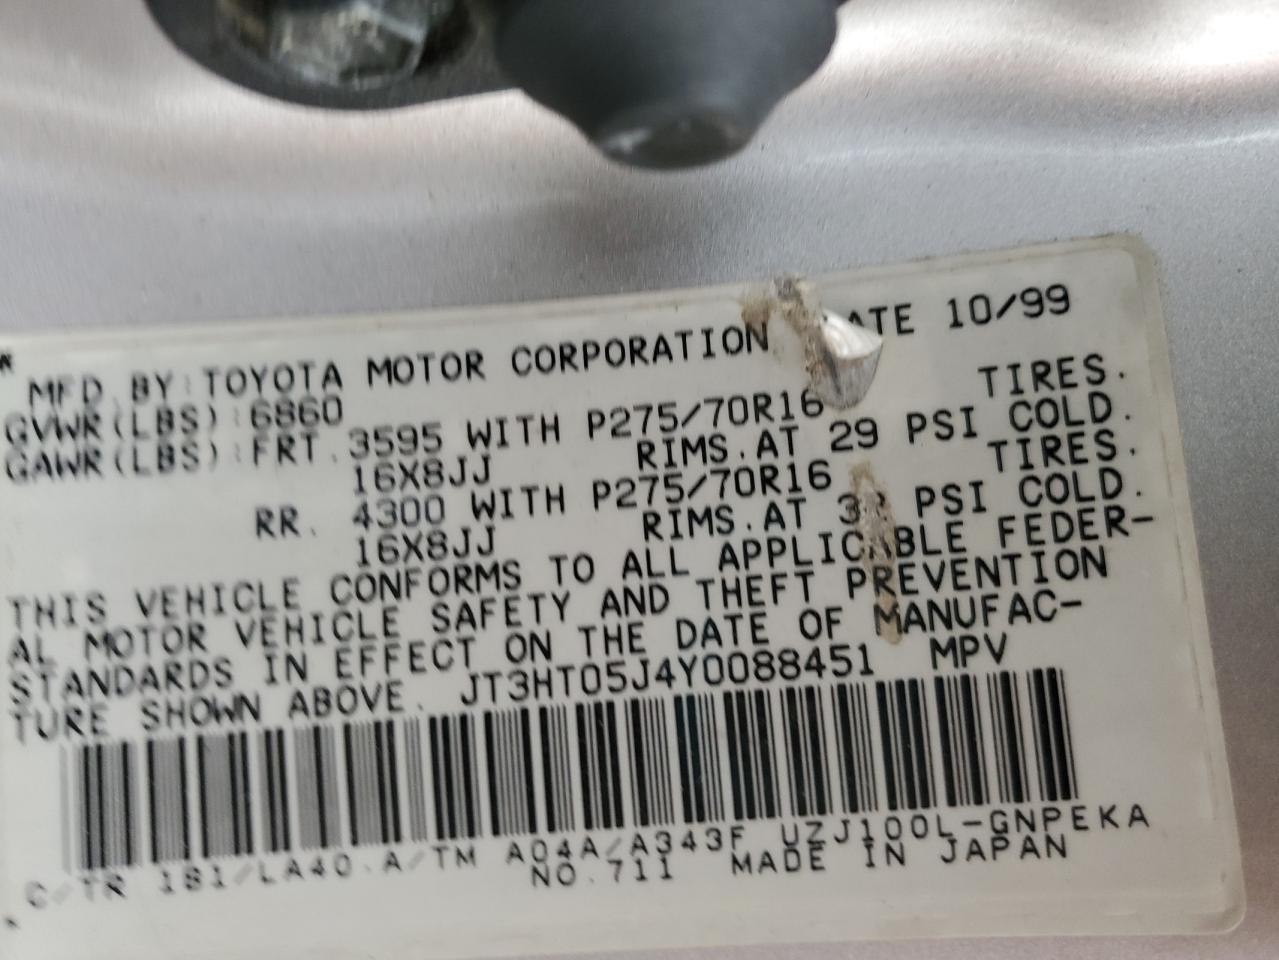 MFD. BY: TOYOTA MOTOR CORPORATION DATE 10/99
GVWR(LBS):6860
GAWR(LBS):FRT. 3595 WITH P275/70R16 TIRES.
16X8JJ RIMS.AT 29 PSI COLD.
RR. 4300 WITH P275/70R16 TIRES.
16X8JJ RIMS.AT PSI COLD.
THIS VEHICLE CONFORMS TO ALL APPLICABLE FEDER-
AL MOTOR VEHICLE SAFETY AND THEFT PREVENTION
STANDARDS IN EFFECT ON THE DATE OF MANUFAC-
TURE SHOWN ABOVE. JT3HT05J4Y0088451 MPV
C/TR 1B1/LA40.A/TM A04A/A343F UZJ100L-GNPEKA
NO.711 MADE IN JAPAN